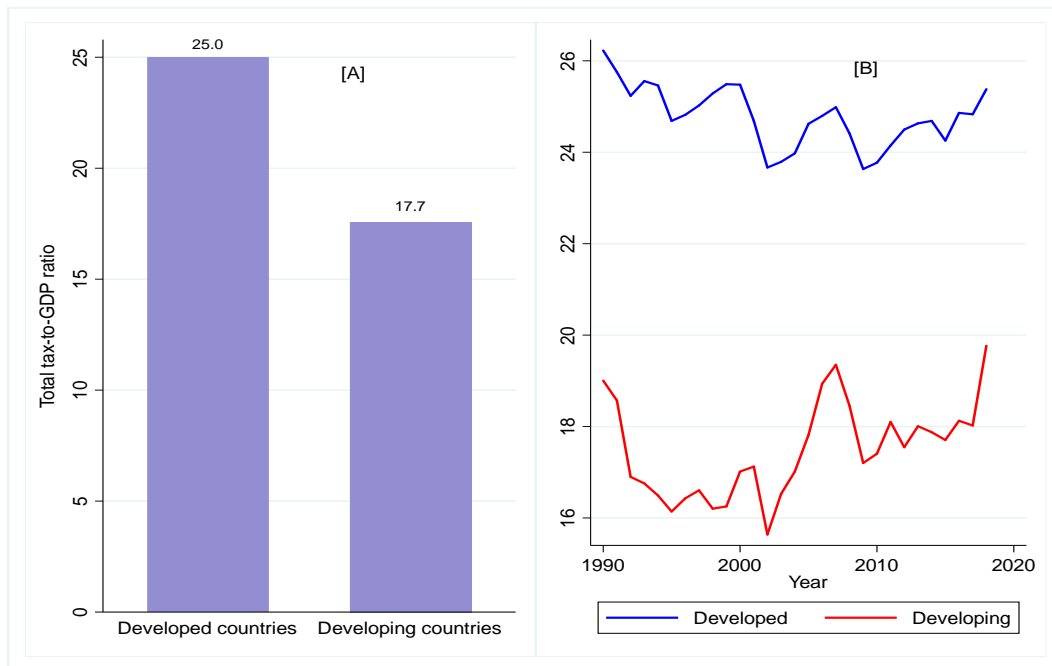 [A]
25.0
17.7
Total tax-to-GDP ratio
25
20
15
10
5
0
Developed countries
Developing countries
[B]
26
24
22
20
18
16
1990 2000 2010 2020
Year
Developed Developing